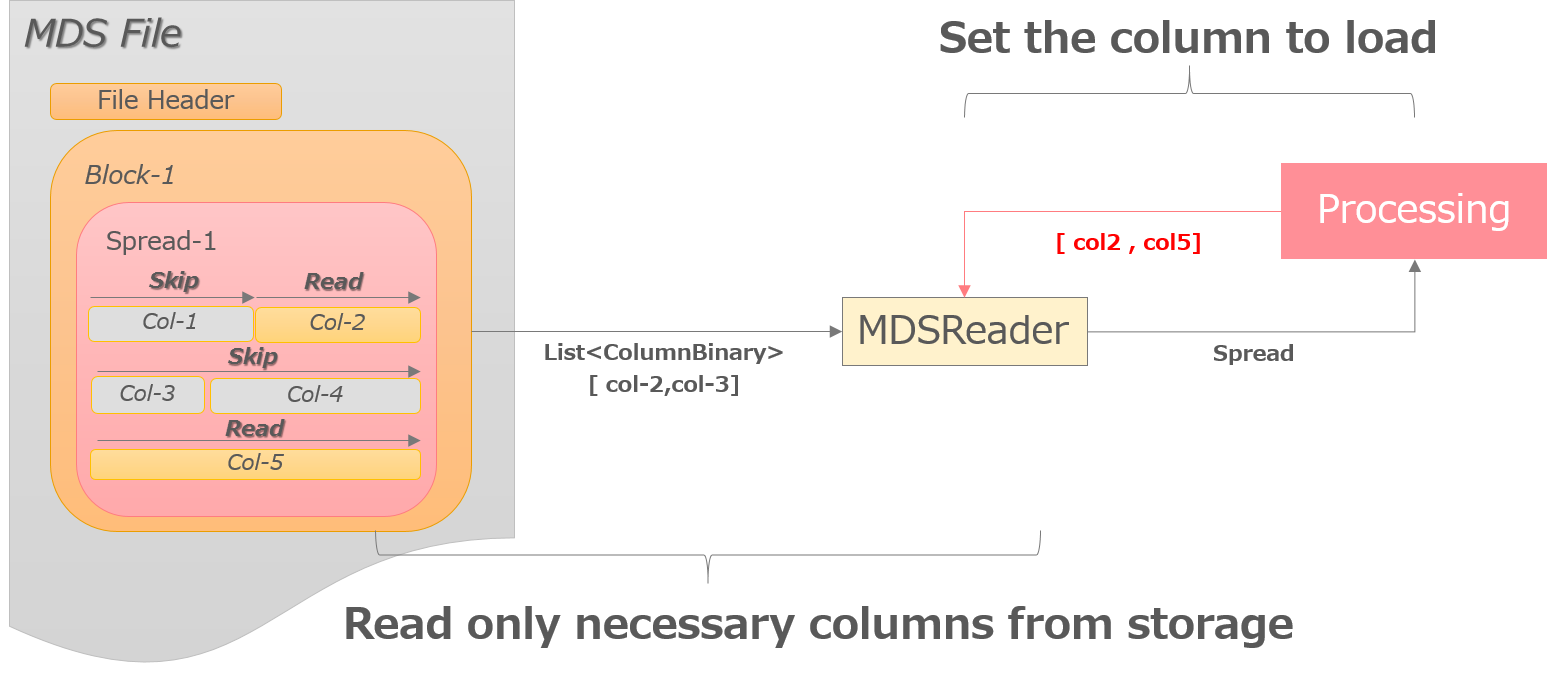 MDS File
Set the column to load
File Header
Block-1
Processing
Spread-1
[ col2 , col5]
Skip
Read
Col-1
Col-2
MDSReader
List<ColumnBinary>
[ col-2,col-3]
Spread
Skip
Col-3
Col-4
Read
Col-5
Read only necessary columns from storage